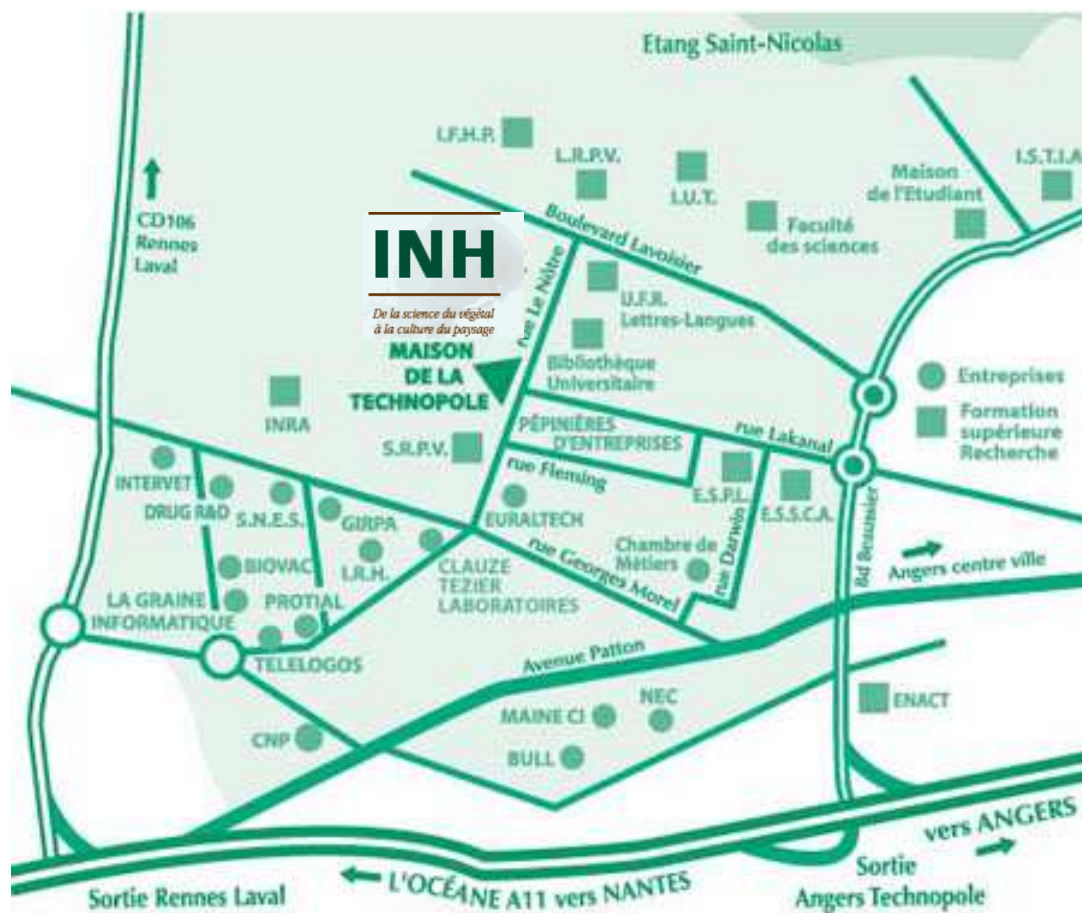 Etang Saint-Nicolas
I.F.H.P.
L.R.P.V.
I.U.T.
Maison
de l'Etudiant
I.S.T.I.A
CD106
Rennes
Laval
Boulevard Lavoisier
Faculté
des sciences
INH
De la science du végétal
à la culture du paysage
rue Le Nôtre
U.F.R.
Lettres-Langues
MAISON
DE LA
TECHNOPOLE
Bibliothèque
Universitaire
Entreprises
Formation
supérieure
Recherche
INRA
S.R.P.V.
PÉPINIÈRES
D'ENTREPRISES
rue Lakanal
rue Fleming
E.S.P.L.
E.S.S.C.A.
INTERVET
DRUG R&D
S.N.E.S.
GIRPA
EURALTECH
I.R.H.
CLAUZE
TEZIER
LABORATOIRES
rue Georges Morel
Chambre de
Métiers
rue Darwin
Bd Beaussier
Angers centre ville
BIOVAC
LA GRAINE
INFORMATIQUE
PROTIAL
TELELOGOS
Avenue Patton
CNP
MAINE CI
NEC
BULL
ENACT
vers ANGERS
Sortie Rennes Laval
L'OCÉANE A11 vers NANTES
Sortie
Angers Technopole